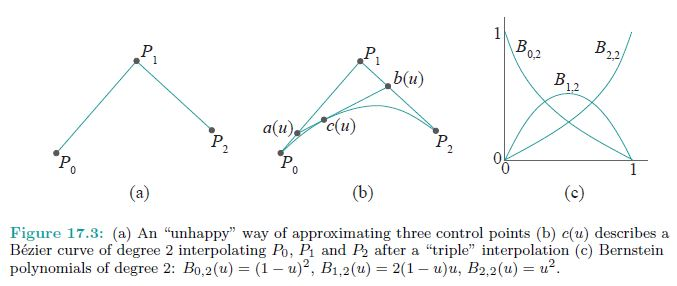 P₁
P₀
P₂
(a)
P₁
b(u)
a(u)
c(u)
P₀
P₂
(b)
1
B₀,₂
B₂,₂
B₁,₂
0
0
1
(c)
Figure 17.3: (a) An “unhappy” way of approximating three control points (b) c(u) describes a
Bézier curve of degree 2 interpolating P₀, P₁ and P₂ after a “triple” interpolation (c) Bernstein
polynomials of degree 2: B₀,₂(u) = (1 − u)², B₁,₂(u) = 2(1 − u)u, B₂,₂(u) = u².